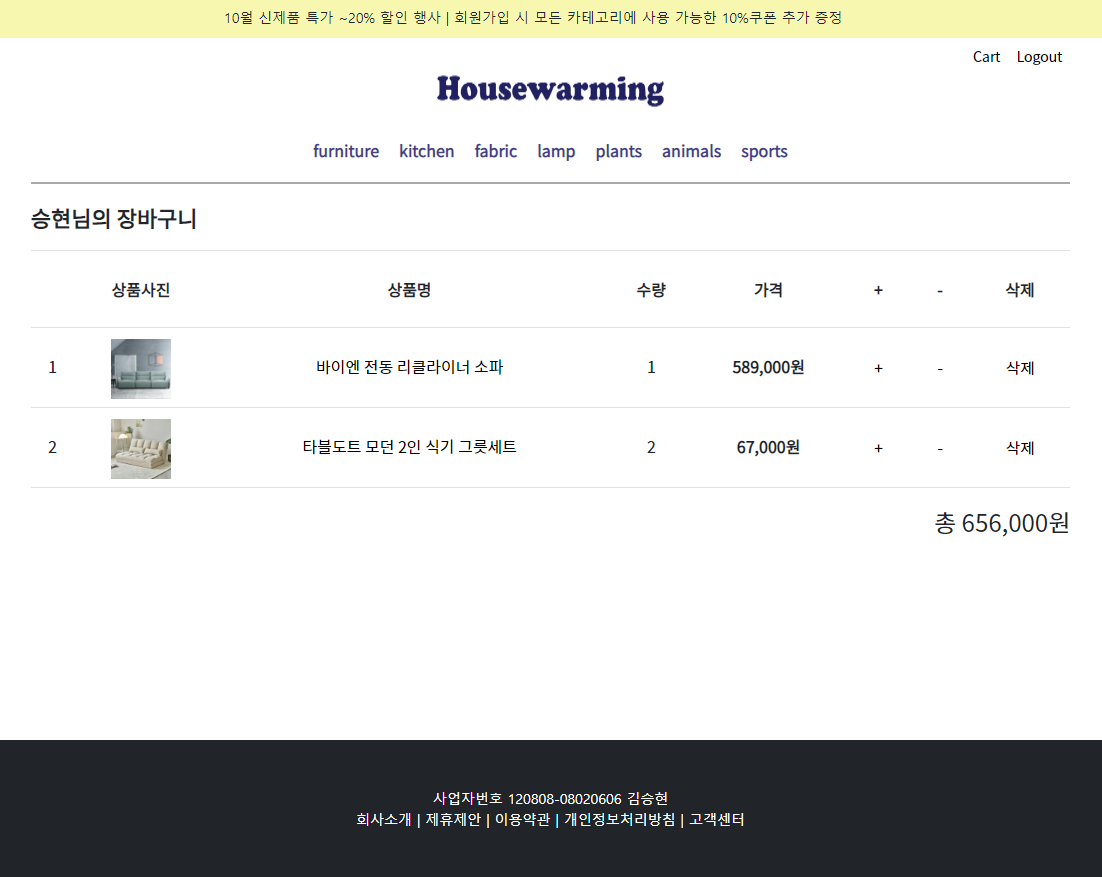 10월 신제품 특가 ~20% 할인 행사 | 회원가입 시 모든 카테고리에 사용 가능한 10%쿠폰 추가 증정
Cart Logout
Housewarming
furniture kitchen fabric lamp plants animals sports
승현님의 장바구니
상품사진 상품명 수량 가격 + - 삭제
1 바이엔 전동 리클라이너 소파 1 589,000원 + - 삭제
2 타블도트 모던 2인 식기 그릇세트 2 67,000원 + - 삭제
총 656,000원
사업자번호 120808-08020606 김승현
회사소개 | 제휴제안 | 이용약관 | 개인정보처리방침 | 고객센터